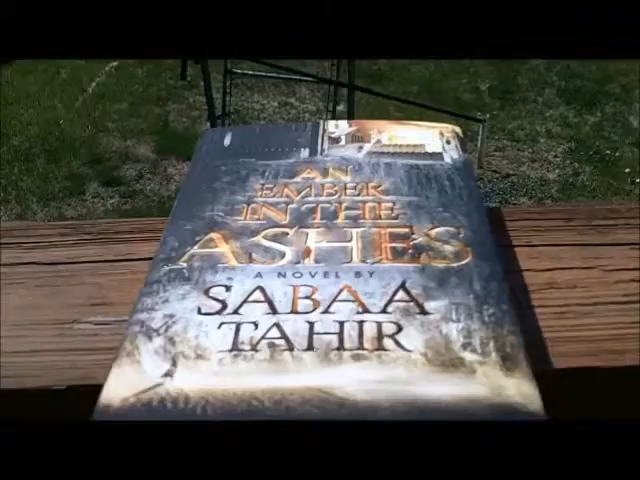 AN
EMBER
IN THE
ASHES
A NOVEL BY
SABAA
TAHIR